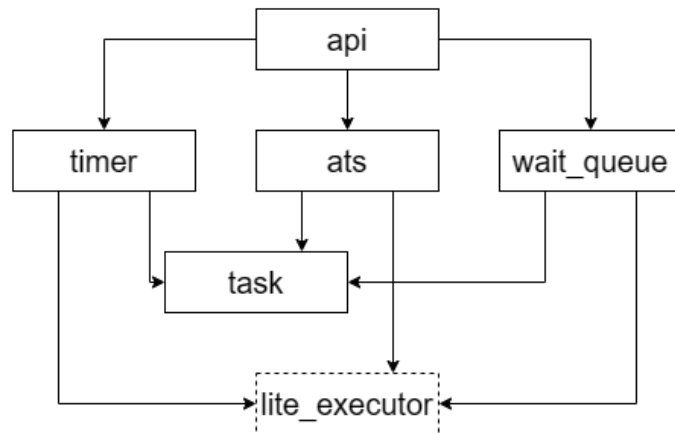 api
timer
ats
wait_queue
task
lite_executor